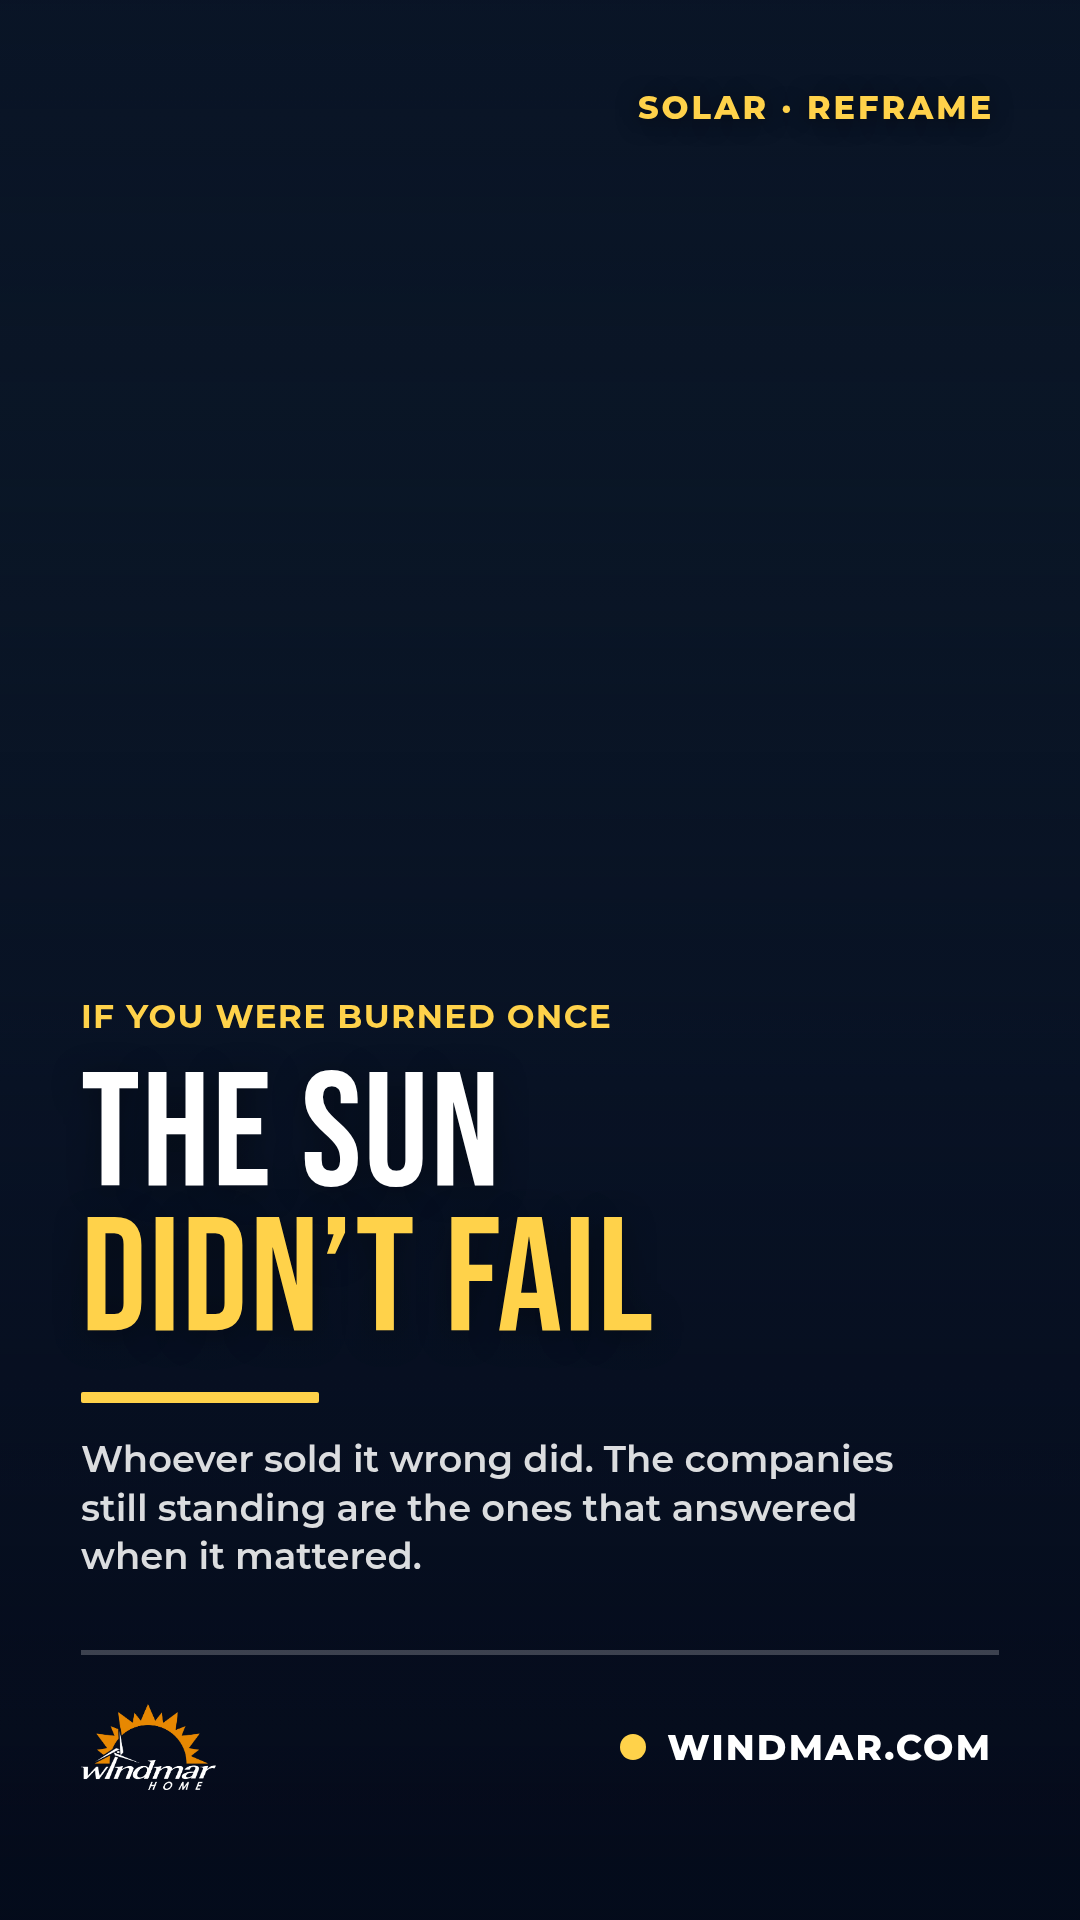 SOLAR · REFRAME
IF YOU WERE BURNED ONCE
THE SUN
DIDN’T FAIL
Whoever sold it wrong did. The companies
still standing are the ones that answered
when it mattered.
windmar
HOME
WINDMAR.COM